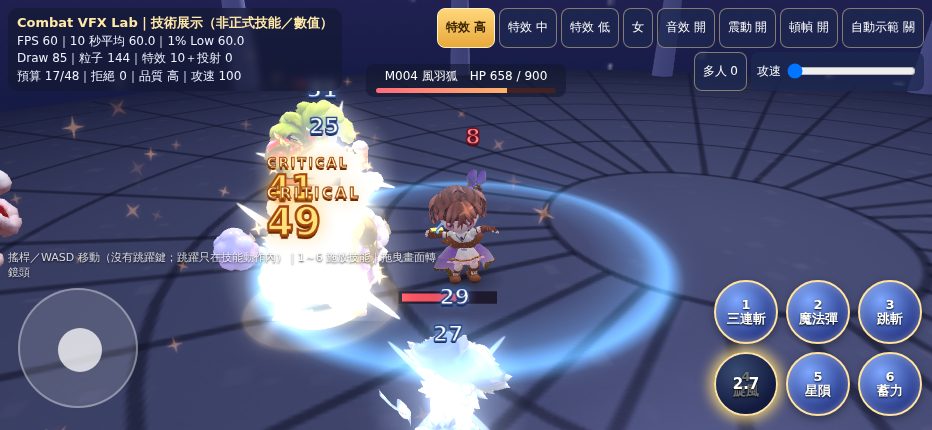 Combat VFX Lab｜技術展示（非正式技能／數值）
FPS 60｜10 秒平均 60.0｜1% Low 60.0
Draw 85｜粒子 144｜特效 10＋投射 0
預算 17/48｜拒絕 0｜品質 高｜攻速 100
特效 高
特效 中
特效 低
女
音效 開
震動 開
頓幀 開
自動示範 關
多人 0
攻速
M004 風羽狐 HP 658 / 900
25
8
CRITICAL
41
CRITICAL
49
搖桿／WASD 移動（沒有跳躍鍵；跳躍只在技能動作內）｜1～6 施放技能｜拖曳畫面轉
鏡頭
29
27
1
三連斬
2
魔法彈
3
跳斬
2.7
旋風
5
星隕
6
蓄力